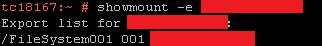 tc18167:~ # showmount -e
Export list for :
/FileSystem001 001